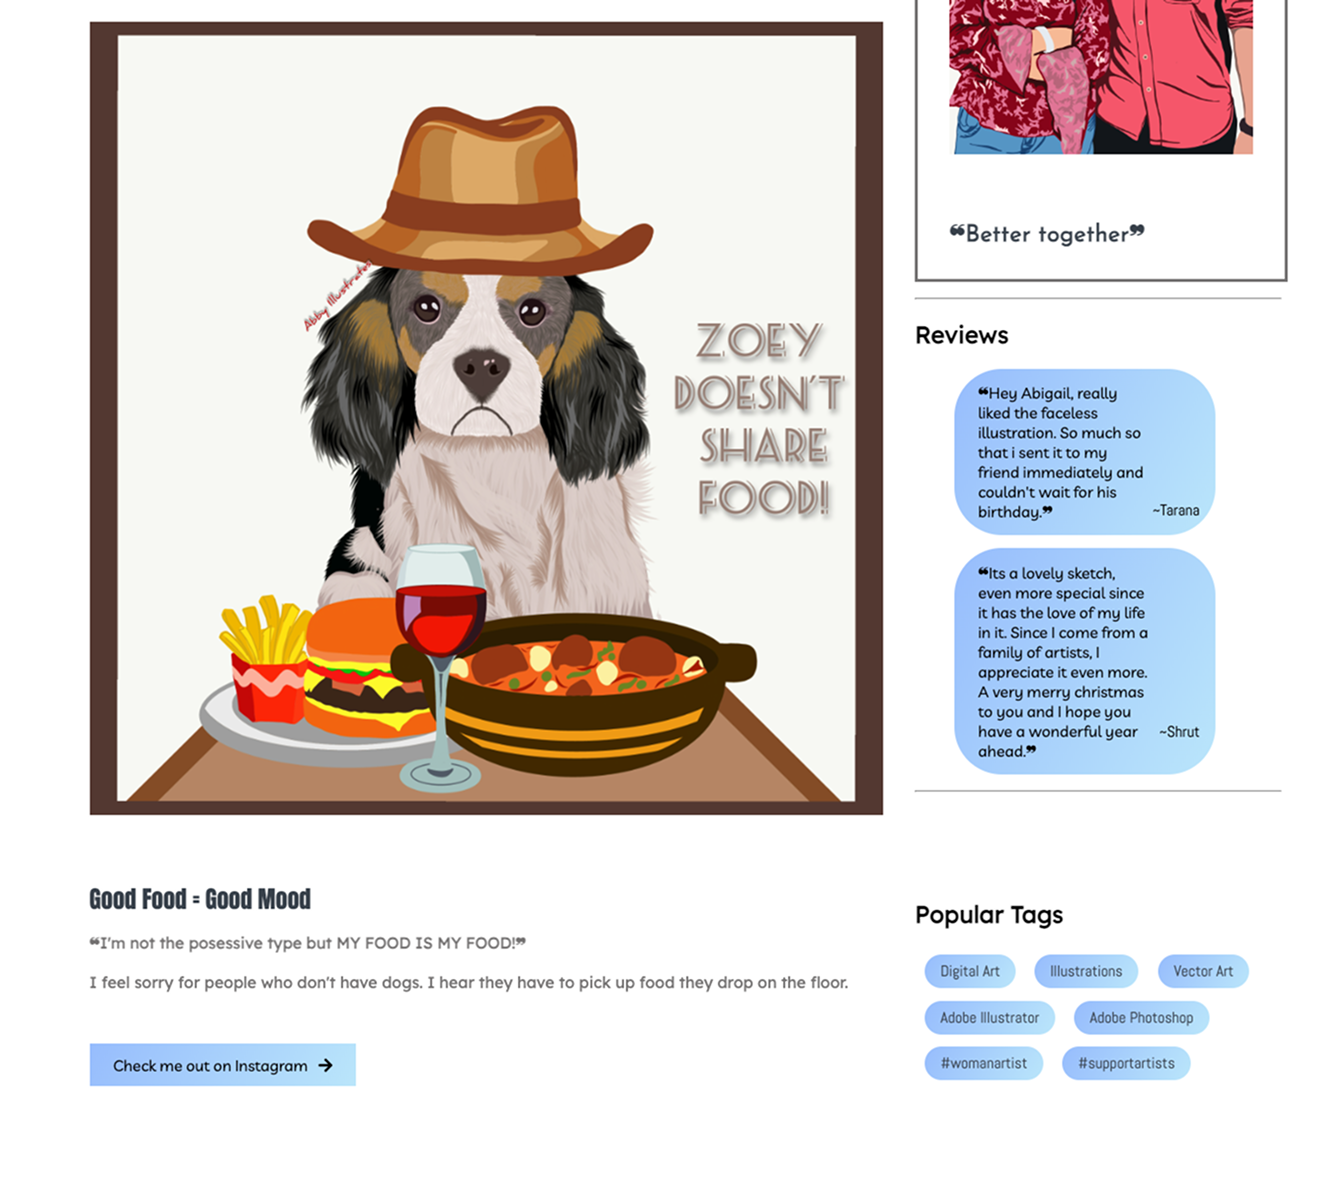 Abby Illustrates
ZOEY
DOESN'T
SHARE
FOOD!
Good Food = Good Mood
❝I'm not the posessive type but MY FOOD IS MY FOOD!❞
I feel sorry for people who don't have dogs. I hear they have to pick up food they drop on the floor.
Check me out on Instagram →
❝Better together❞
Reviews
❝Hey Abigail, really
liked the faceless
illustration. So much so
that i sent it to my
friend immediately and
couldn't wait for his
birthday.❞
~Tarana
❝Its a lovely sketch,
even more special since
it has the love of my life
in it. Since I come from a
family of artists, I
appreciate it even more.
A very merry christmas
to you and I hope you
have a wonderful year
ahead.❞
~Shrut
Popular Tags
Digital Art
Illustrations
Vector Art
Adobe Illustrator
Adobe Photoshop
#womanartist
#supportartists